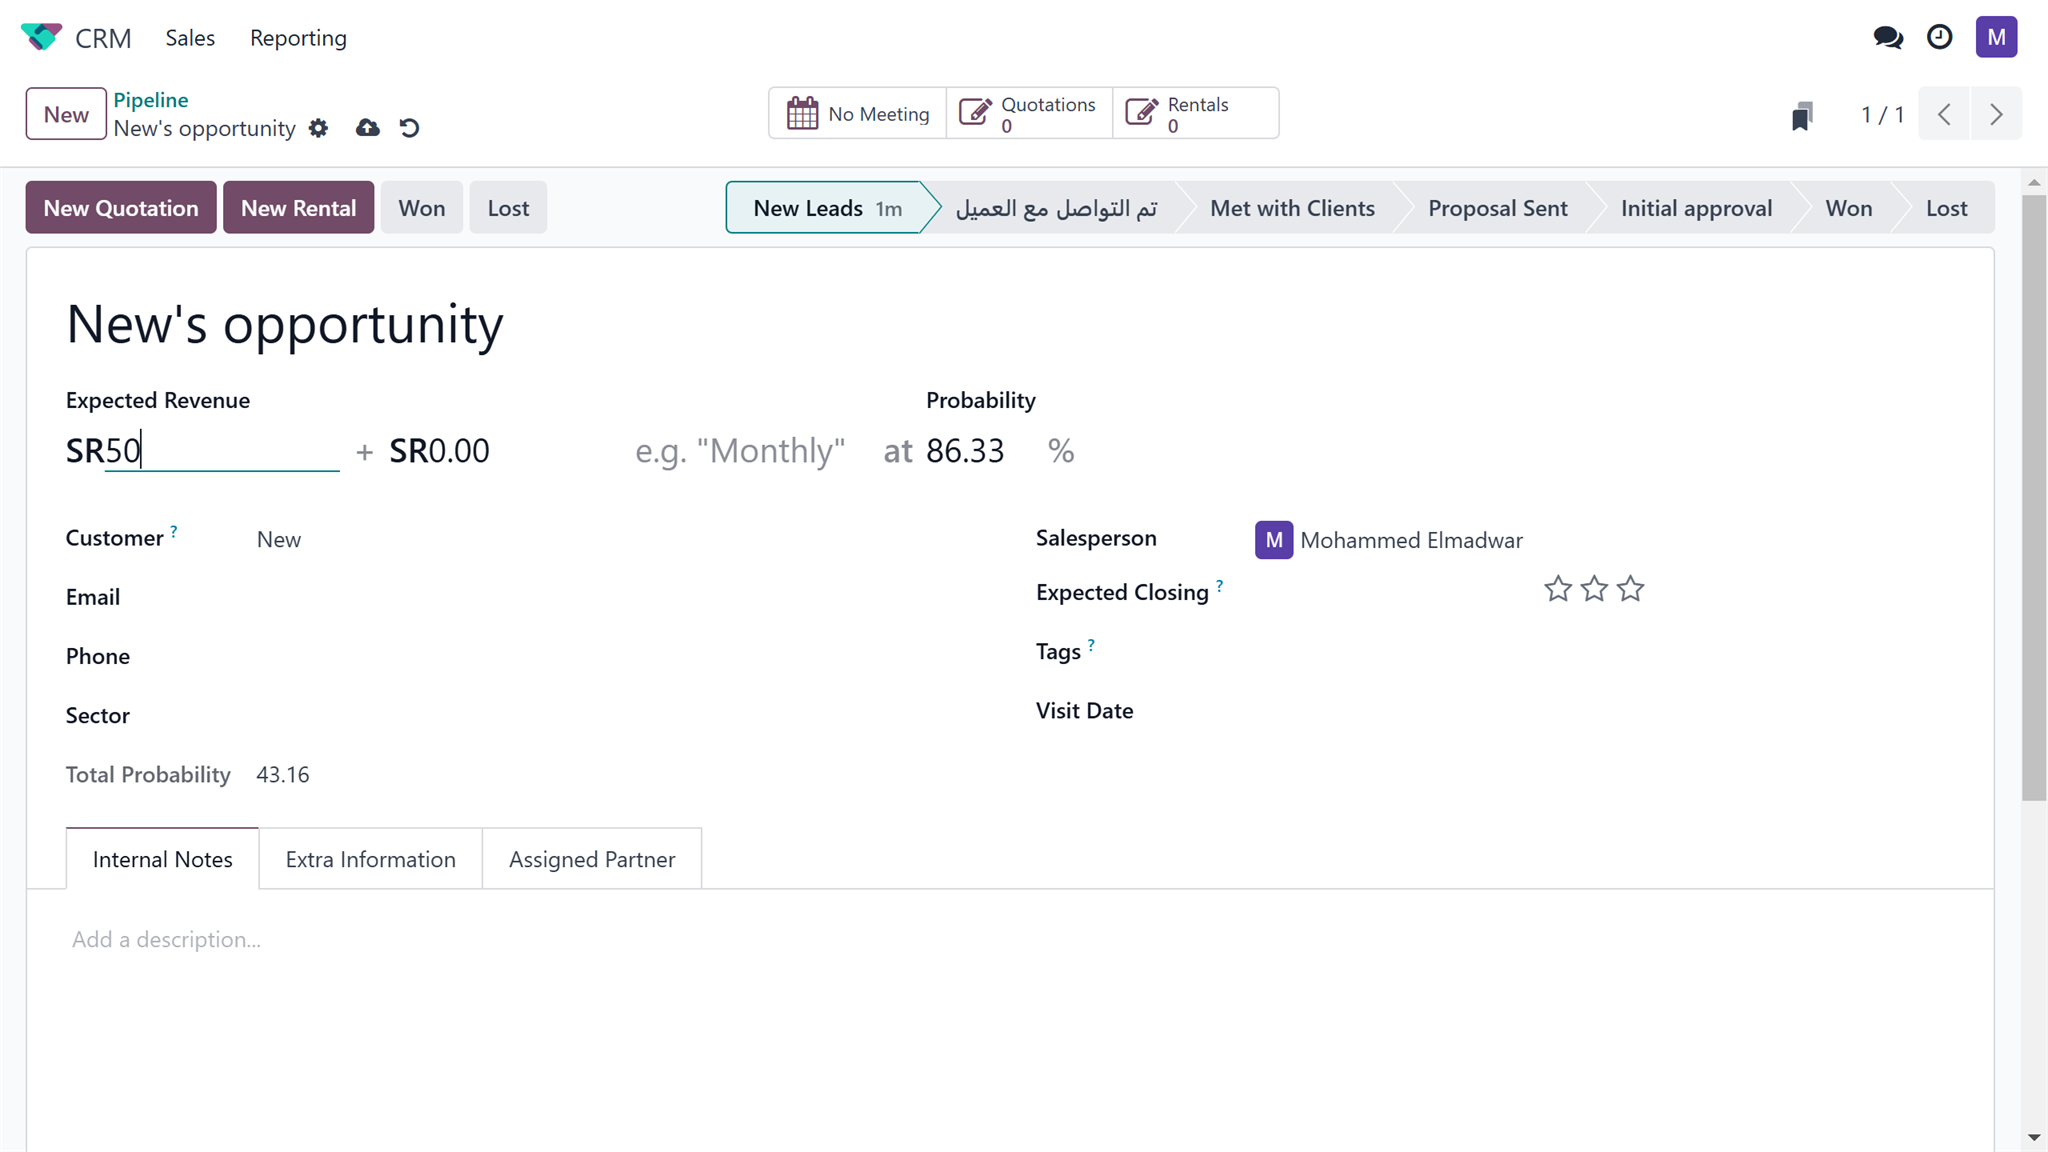 CRM Sales Reporting M
New Pipeline
New's opportunity
No Meeting
Quotations
0
Rentals
0
1 / 1
New Quotation New Rental Won Lost
New Leads 1m تم التواصل مع العميل Met with Clients Proposal Sent Initial approval Won Lost
New's opportunity
Expected Revenue Probability
SR50 + SR0.00 e.g. "Monthly" at 86.33 %
Customer ? New
Email
Phone
Sector
Total Probability 43.16
Salesperson M Mohammed Elmadwar
Expected Closing ?
Tags ?
Visit Date
Internal Notes Extra Information Assigned Partner
Add a description...